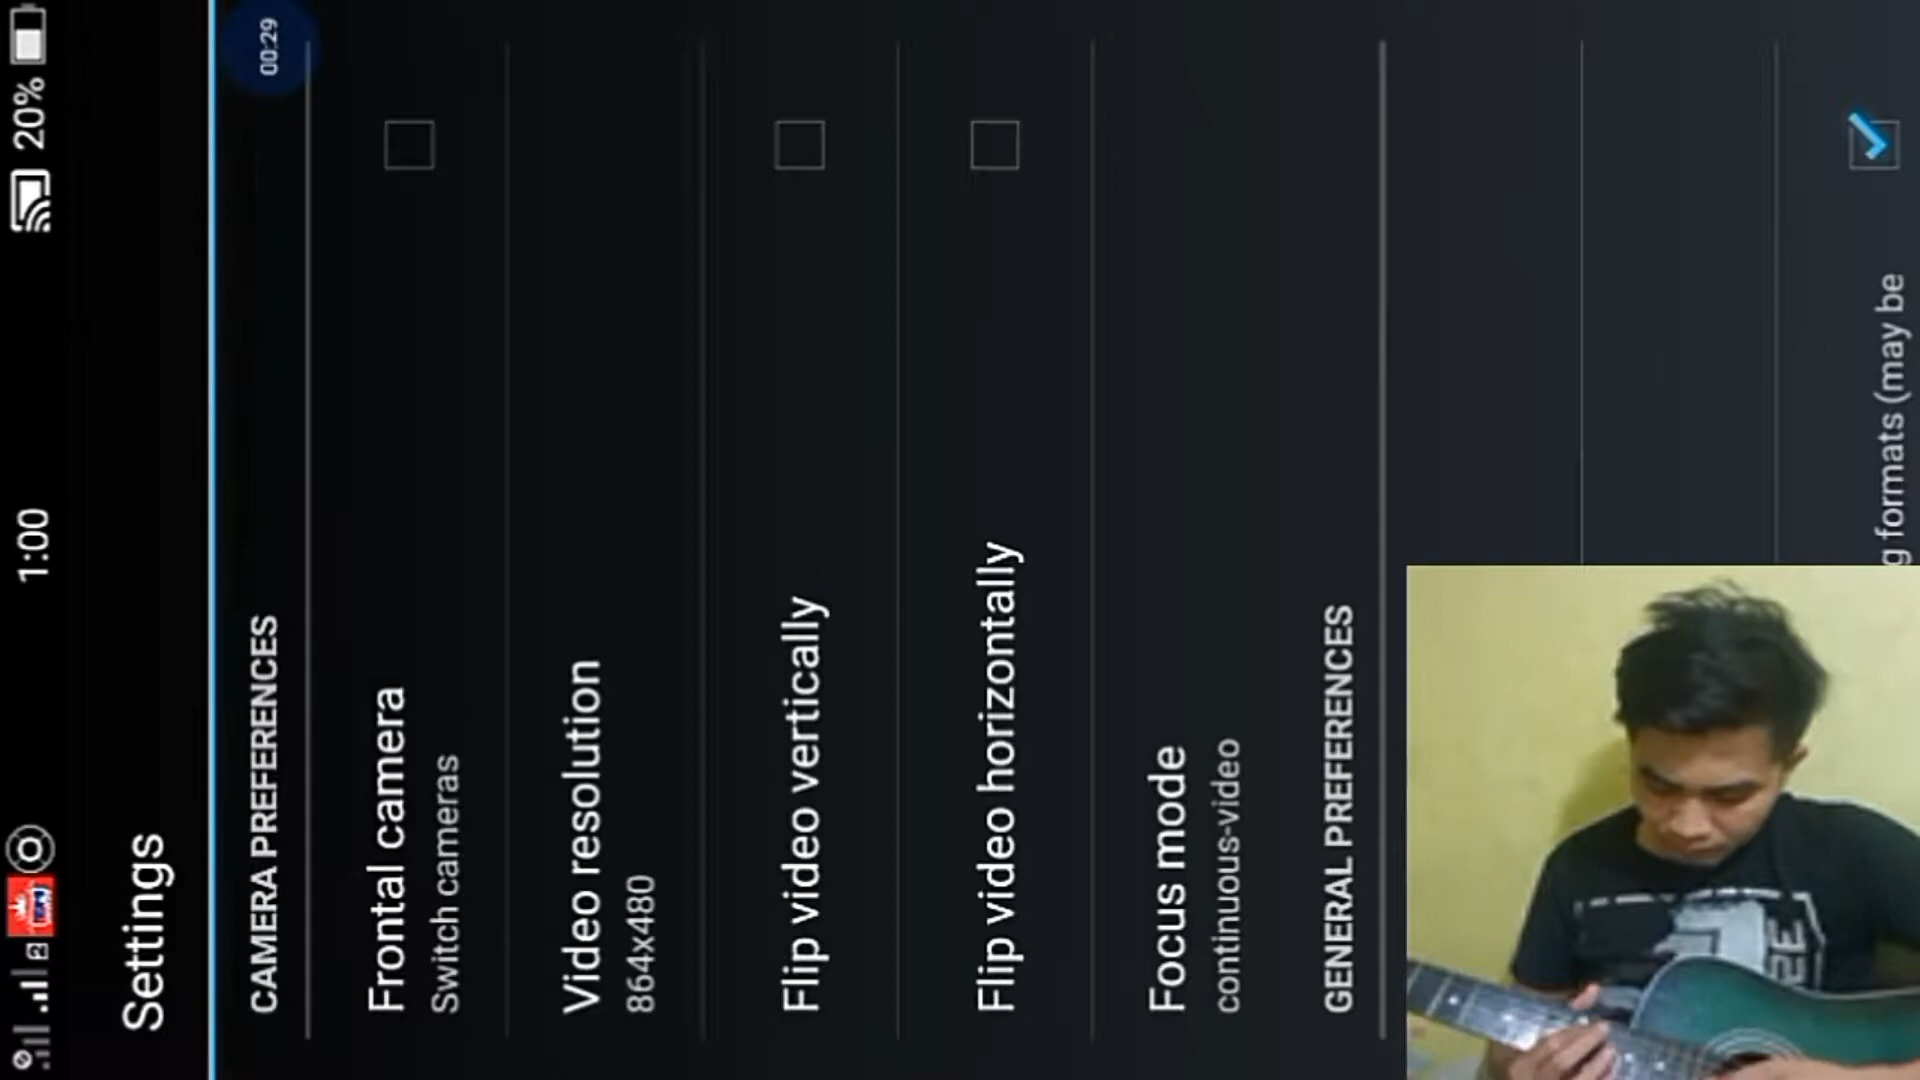 1:00
20%
Settings
00:29
CAMERA PREFERENCES
Frontal camera
Switch cameras
Video resolution
864x480
Flip video vertically
Flip video horizontally
Focus mode
continuous-video
GENERAL PREFERENCES
formats (may be